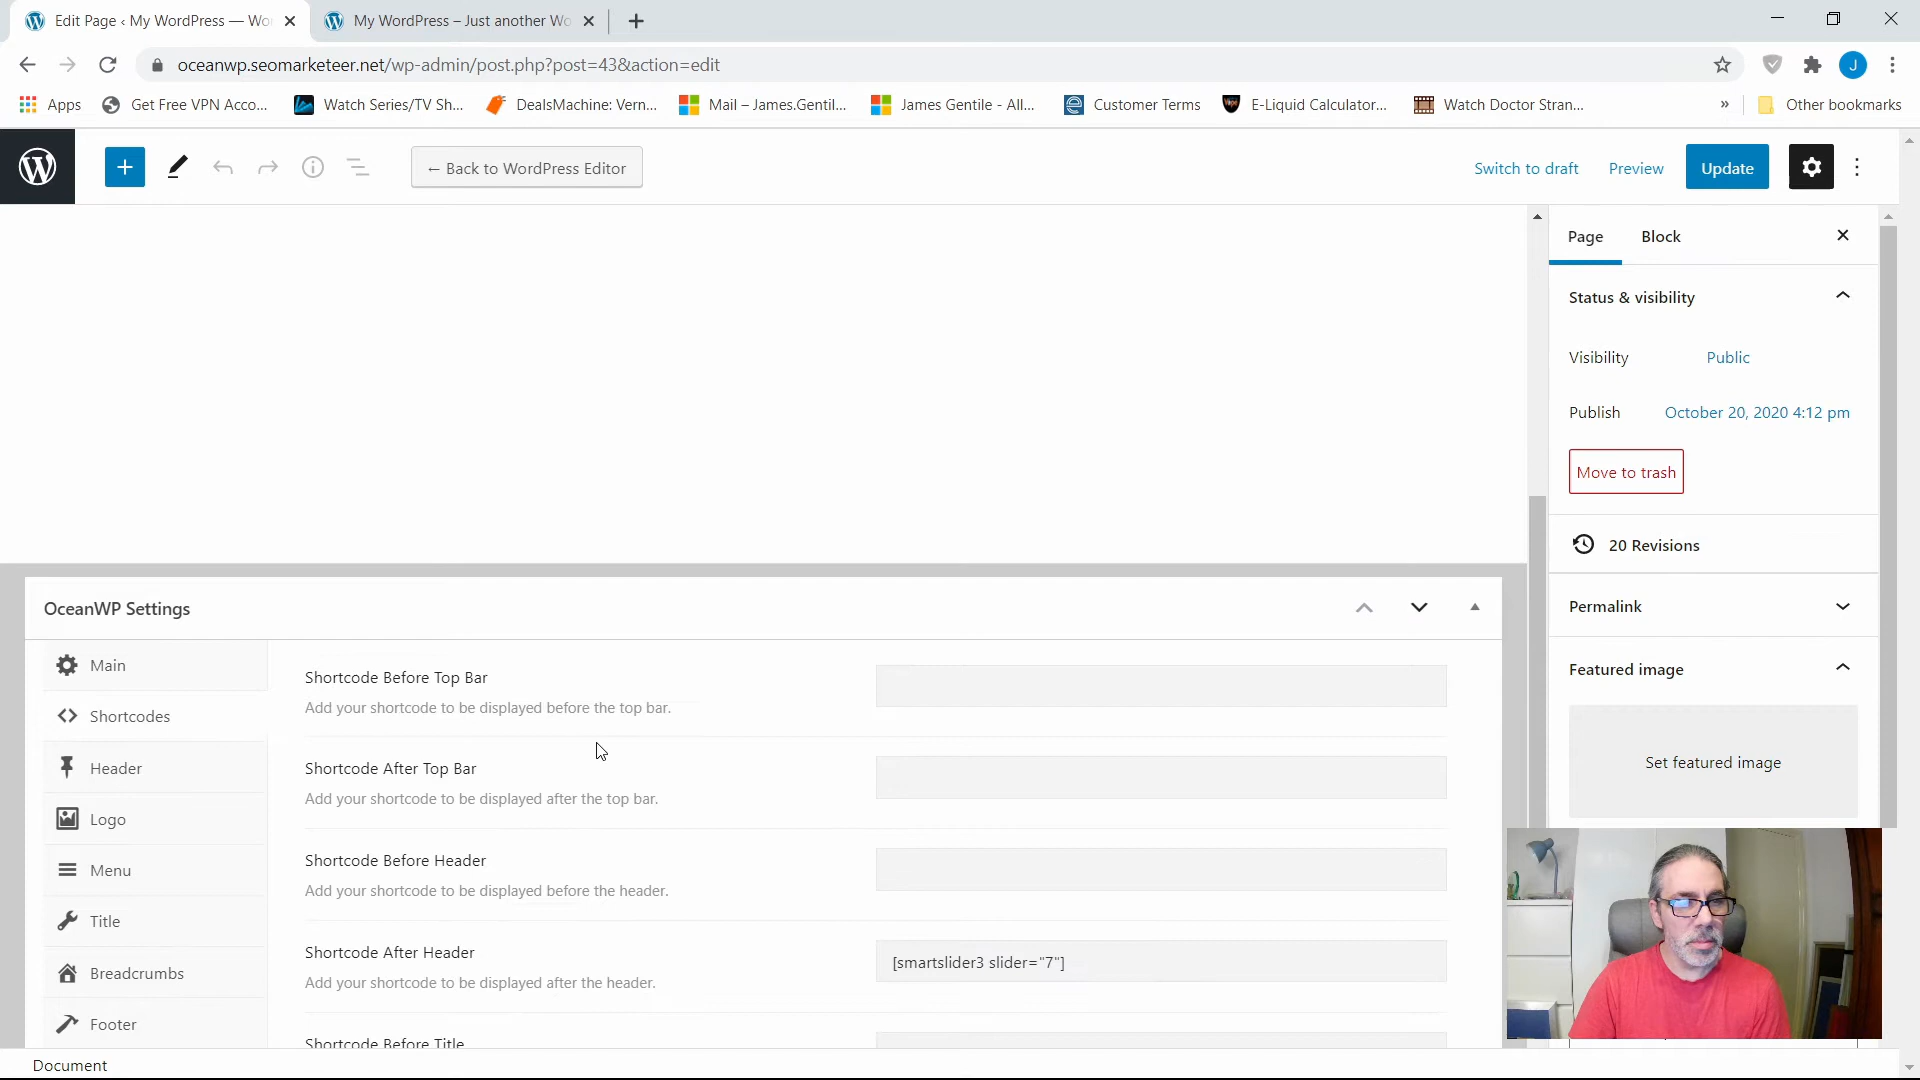 Edit Page ‹ My WordPress — Wor
My WordPress – Just another Wo
oceanwp.seomarketeer.net/wp-admin/post.php?post=43&action=edit
J
Apps
Get Free VPN Acco...
Watch Series/TV Sh...
DealsMachine: Vern...
Mail – James.Gentil...
James Gentile - All...
Customer Terms
E-Liquid Calculator...
Watch Doctor Stran...
»
Other bookmarks
← Back to WordPress Editor
Switch to draft
Preview
Update
Page
Block
Status & visibility
Visibility
Public
Publish
October 20, 2020 4:12 pm
Move to trash
20 Revisions
Permalink
Featured image
Set featured image
OceanWP Settings
Main
Shortcodes
Header
Logo
Menu
Title
Breadcrumbs
Footer
Shortcode Before Top Bar
Add your shortcode to be displayed before the top bar.
Shortcode After Top Bar
Add your shortcode to be displayed after the top bar.
Shortcode Before Header
Add your shortcode to be displayed before the header.
Shortcode After Header
Add your shortcode to be displayed after the header.
[smartslider3 slider="7"]
Shortcode Before Title
Document